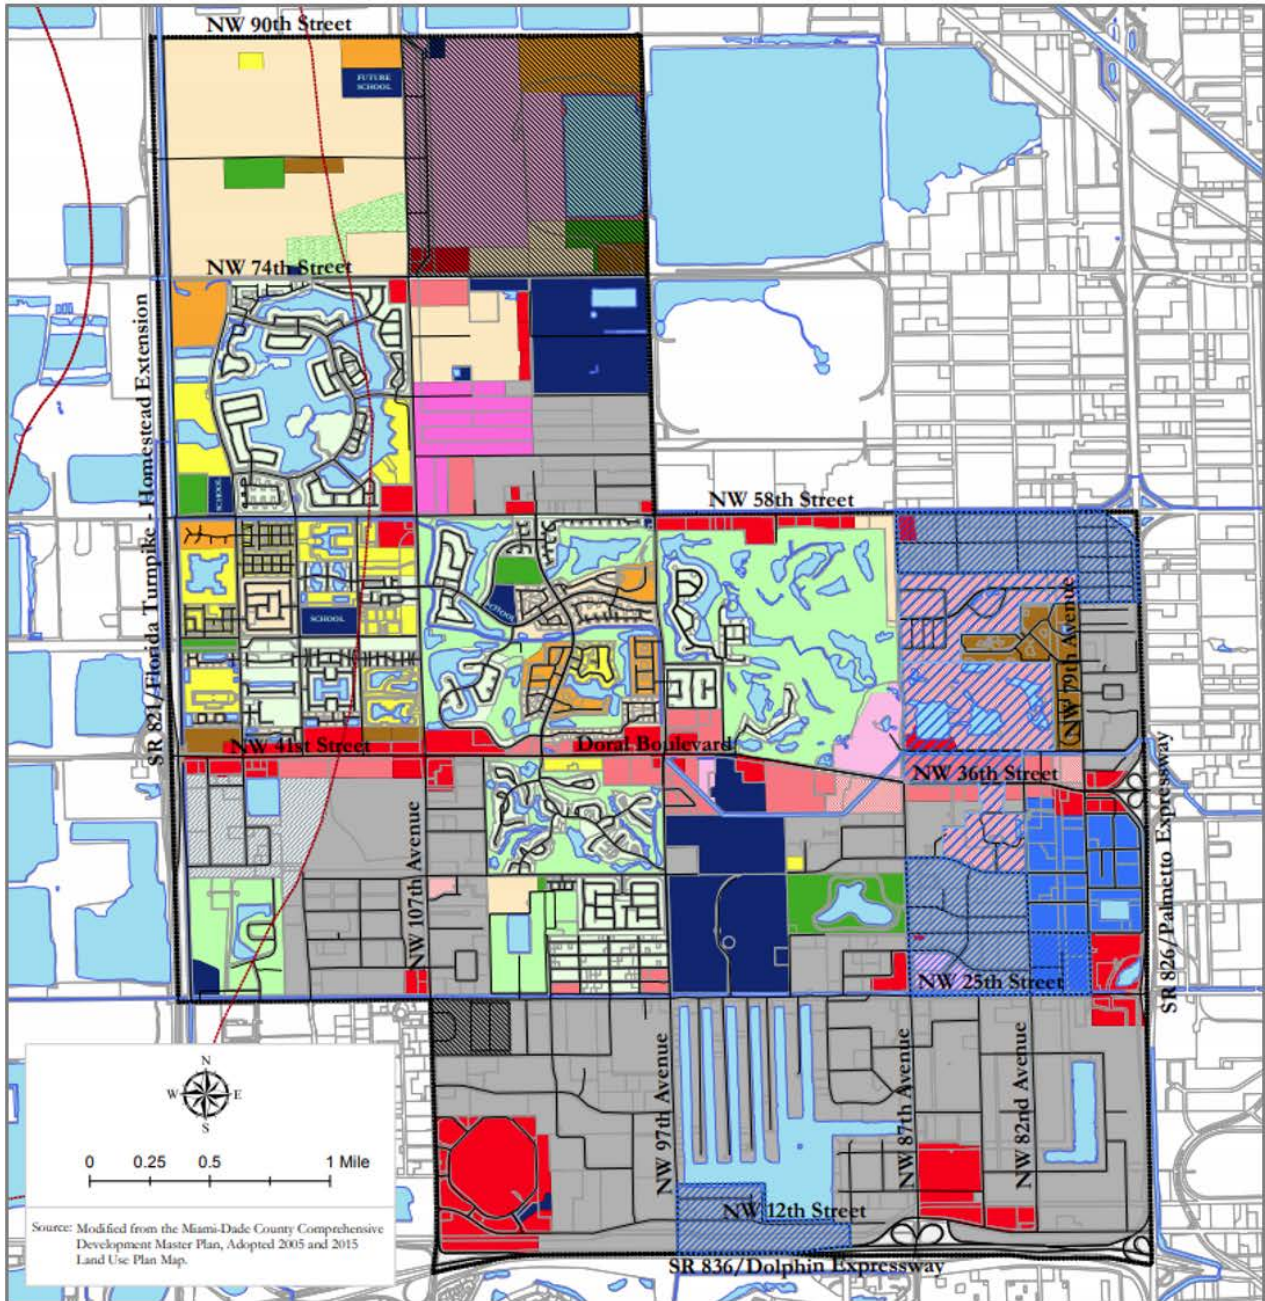 NW 90th Street
FUTURE
SCHOOL
NW 74th Street
SR 821/Florida Turnpike - Homestead Extension
SCHOOL
NW 58th Street
SCHOOL
SCHOOL
NW 79th Avenue
NW 41st Street
Doral Boulevard
NW 36th Street
NW 107th Avenue
SR 826/Palmetto Expressway
NW 25th Street
N
W E
S
0 0.25 0.5 1 Mile
NW 97th Avenue
NW 87th Avenue
NW 82nd Avenue
NW 12th Street
Source: Modified from the Miami-Dade County Comprehensive
Development Master Plan, Adopted 2005 and 2015
Land Use Plan Map.
SR 836/Dolphin Expressway